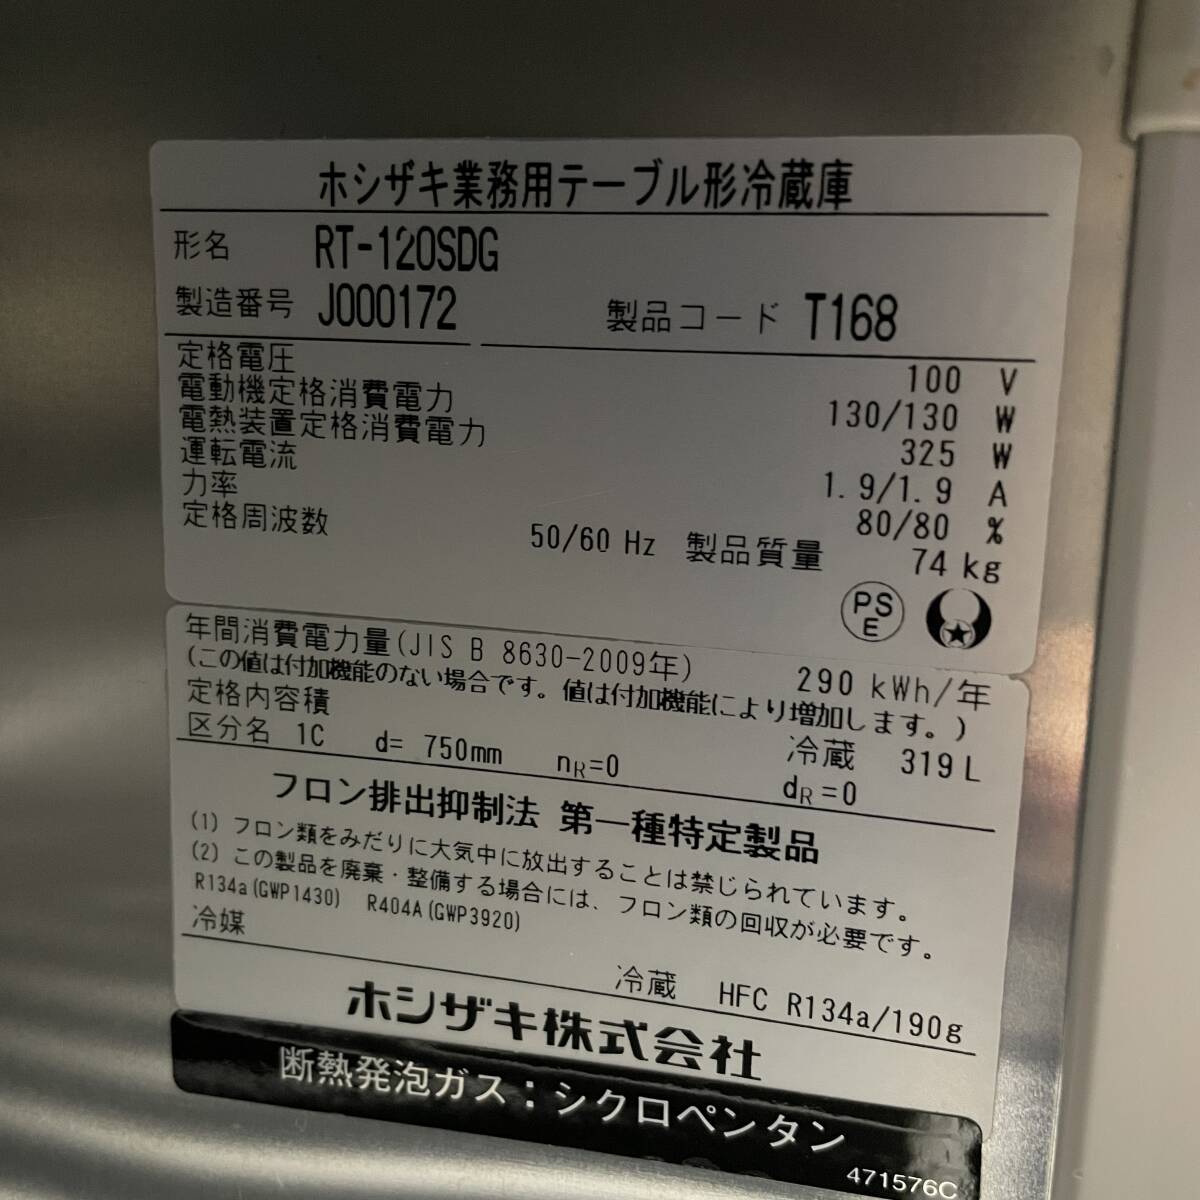 ホシザキ業務用テーブル形冷蔵庫
形名 RT-120SDG
製造番号 J000172 製品コード T168
定格電圧 100 V
電動機定格消費電力 130/130 W
電熱装置定格消費電力 325 W
運転電流 1.9/1.9 A
力率 80/80 %
定格周波数 50/60 Hz 製品質量 74 kg
PSE
年間消費電力量(JIS B 8630-2009年) 290 kWh/年
(この値は付加機能のない場合です。値は付加機能により増加します。)
定格内容積 冷蔵 319 L
区分名 1C d= 750mm nR=0 dR=0
フロン排出抑制法 第一種特定製品
(1) フロン類をみだりに大気中に放出することは禁じられています。
(2) この製品を廃棄・整備する場合には、フロン類の回収が必要です。
R134a(GWP1430) R404A(GWP3920)
冷媒 冷蔵 HFC R134a/190g
ホシザキ株式会社
断熱発泡ガス：シクロペンタン
471576C